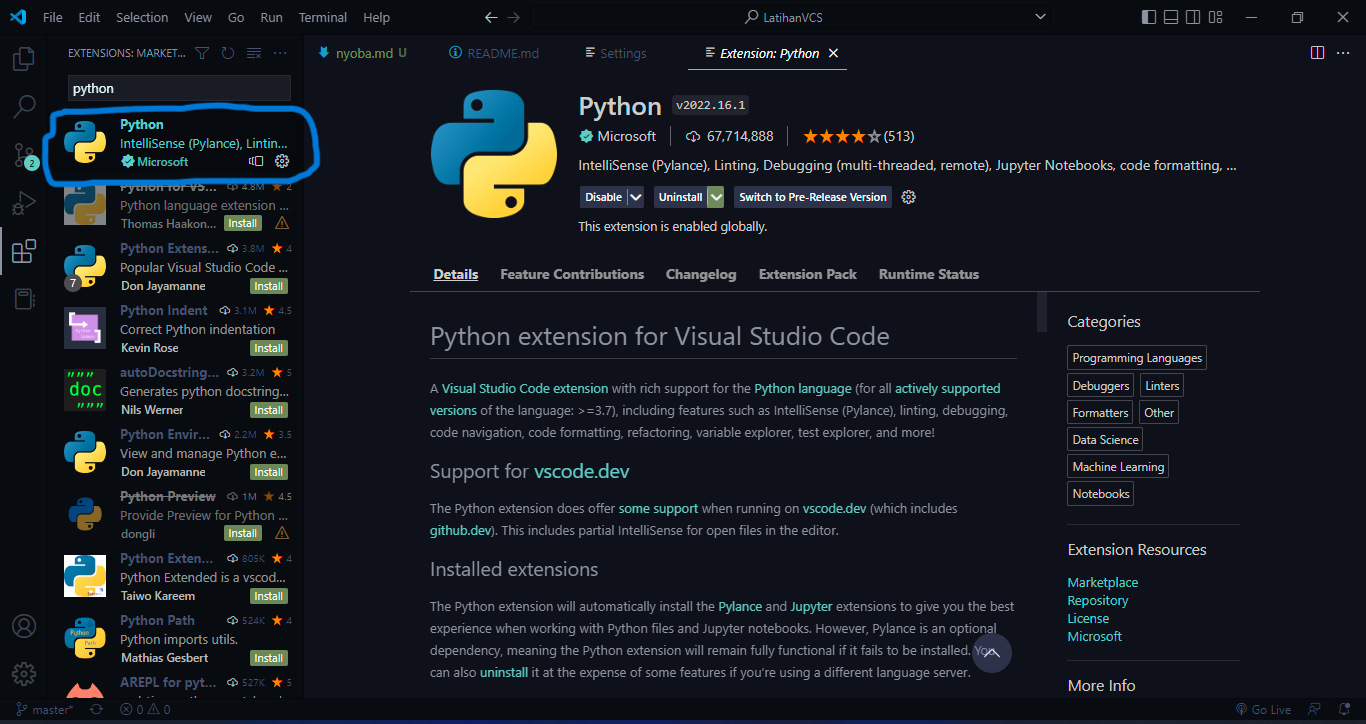 File Edit Selection View Go Run Terminal Help
LatihanVCS
EXTENSIONS: MARKET...
python
Python
IntelliSense (Pylance), Lintin...
Microsoft
2
Python for VS... 4.8M 2
Python language extension ...
Thomas Haakon... Install
Python Extens... 3.8M 4
Popular Visual Studio Code ...
7
Don Jayamanne Install
Python Indent 3.1M 4.5
Correct Python indentation
Kevin Rose Install
autoDocstring... 3.2M 5
Generates python docstring...
"""
doc
"""
Nils Werner Install
Python Envir... 2.2M 3.5
View and manage Python e...
Don Jayamanne Install
Python Preview 1M 4.5
Provide Preview for Python ...
dongli Install
Python Exten... 805K 4
Python Extended is a vscod...
Taiwo Kareem Install
Python Path 524K 4
Python imports utils.
Mathias Gesbert Install
AREPL for pyt... 527K 5
nyoba.md U README.md Settings Extension: Python
Python v2022.16.1
Microsoft 67,714,888 (513)
IntelliSense (Pylance), Linting, Debugging (multi-threaded, remote), Jupyter Notebooks, code formatting, ...
Disable Uninstall Switch to Pre-Release Version
This extension is enabled globally.
Details Feature Contributions Changelog Extension Pack Runtime Status
Python extension for Visual Studio Code
A Visual Studio Code extension with rich support for the Python language (for all actively supported
versions of the language: >=3.7), including features such as IntelliSense (Pylance), linting, debugging,
code navigation, code formatting, refactoring, variable explorer, test explorer, and more!
Support for vscode.dev
The Python extension does offer some support when running on vscode.dev (which includes
github.dev). This includes partial IntelliSense for open files in the editor.
Installed extensions
The Python extension will automatically install the Pylance and Jupyter extensions to give you the best
experience when working with Python files and Jupyter notebooks. However, Pylance is an optional
dependency, meaning the Python extension will remain fully functional if it fails to be installed. You
can also uninstall it at the expense of some features if you're using a different language server.
Categories
Programming Languages
Debuggers Linters
Formatters Other
Data Science
Machine Learning
Notebooks
Extension Resources
Marketplace
Repository
License
Microsoft
More Info
master* 0 0 Go Live